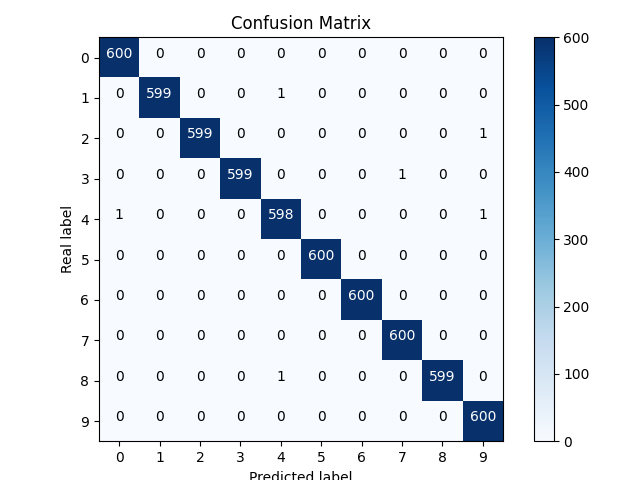 Confusion Matrix
0 600 0 0 0 0 0 0 0 0 0
1 0 599 0 0 1 0 0 0 0 0
2 0 0 599 0 0 0 0 0 0 1
3 0 0 0 599 0 0 0 1 0 0
4 1 0 0 0 598 0 0 0 0 1
5 0 0 0 0 0 600 0 0 0 0
6 0 0 0 0 0 0 600 0 0 0
7 0 0 0 0 0 0 0 600 0 0
8 0 0 0 0 1 0 0 0 599 0
9 0 0 0 0 0 0 0 0 0 600
0 1 2 3 4 5 6 7 8 9
Real label
Predicted label
600
500
400
300
200
100
0